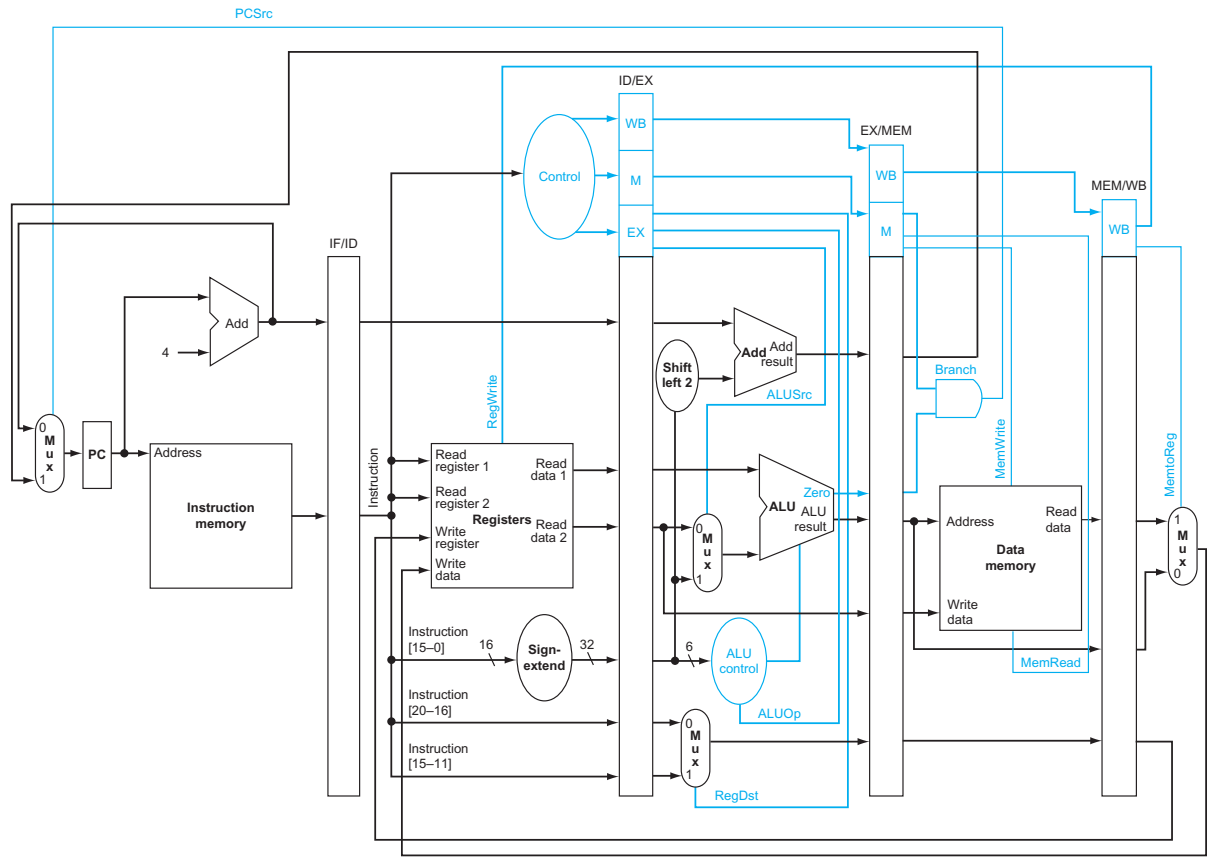 PCSrc
ID/EX
WB
Control
M
EX
EX/MEM
WB
M
MEM/WB
WB
IF/ID
Add
4
RegWrite
Shift
left 2
Add
Add
result
ALUSrc
Branch
MemWrite
MemtoReg
0
M
u
x
1
PC
Address
Instruction
memory
Instruction
Read
register 1
Read
register 2
Write
register
Write
data
Registers
Read
data 1
Read
data 2
0
M
u
x
1
Zero
ALU
ALU
result
Address
Read
data
Data
memory
Write
data
1
M
u
x
0
Instruction
[15–0]
16
Sign-
extend
32
6
ALU
control
MemRead
Instruction
[20–16]
ALUOp
Instruction
[15–11]
0
M
u
x
1
RegDst